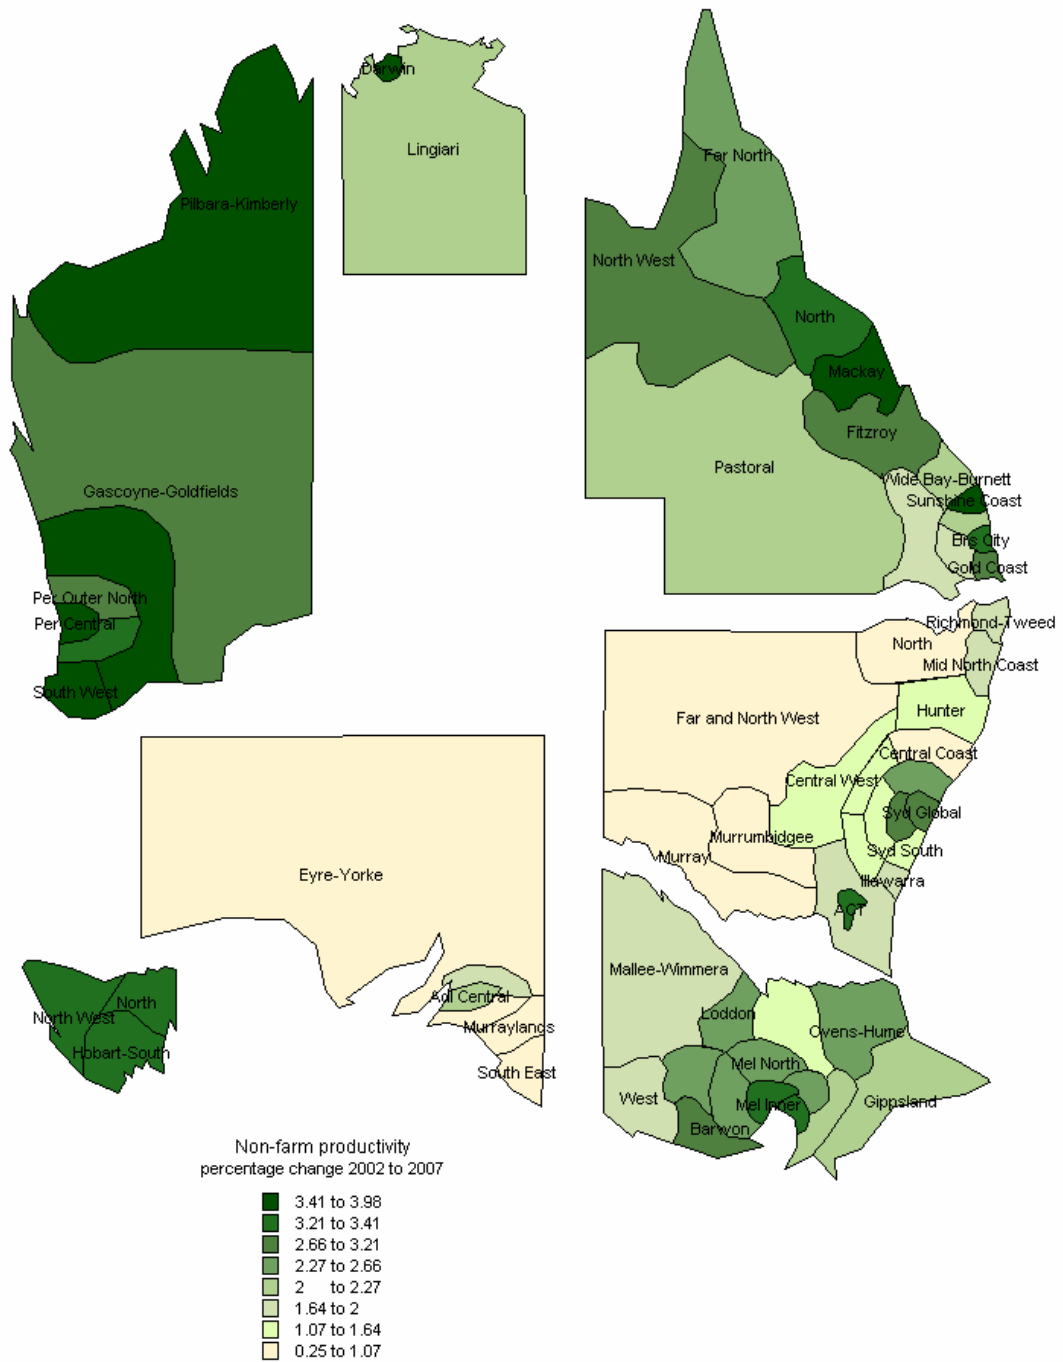 Darwin
Lingiari
Far North
Pilbara-Kimberly
North West
North
Mackay
Fitzroy
Pastoral
Wide Bay-Burnett
Gascoyne-Goldfields
Sunshine Coast
Brs City
Gold Coast
Per Outer North
Per Central
Richmond-Tweed
North
Mid North Coast
South West
Hunter
Far and North West
Central Coast
Central West
Syd Global
Murrumbidgee
Syd South
Murray
Eyre-Yorke
Illawarra
ACT
Mallee-Wimmera
Adl Central
North
Loddon
North West
Murraylangs
Ovens-Hume
Hobart-South
Mel North
South East
West
Mel Inner
Gippsland
Barwon
Non-farm productivity
percentage change 2002 to 2007
3.41 to 3.98
3.21 to 3.41
2.66 to 3.21
2.27 to 2.66
2 to 2.27
1.64 to 2
1.07 to 1.64
0.25 to 1.07